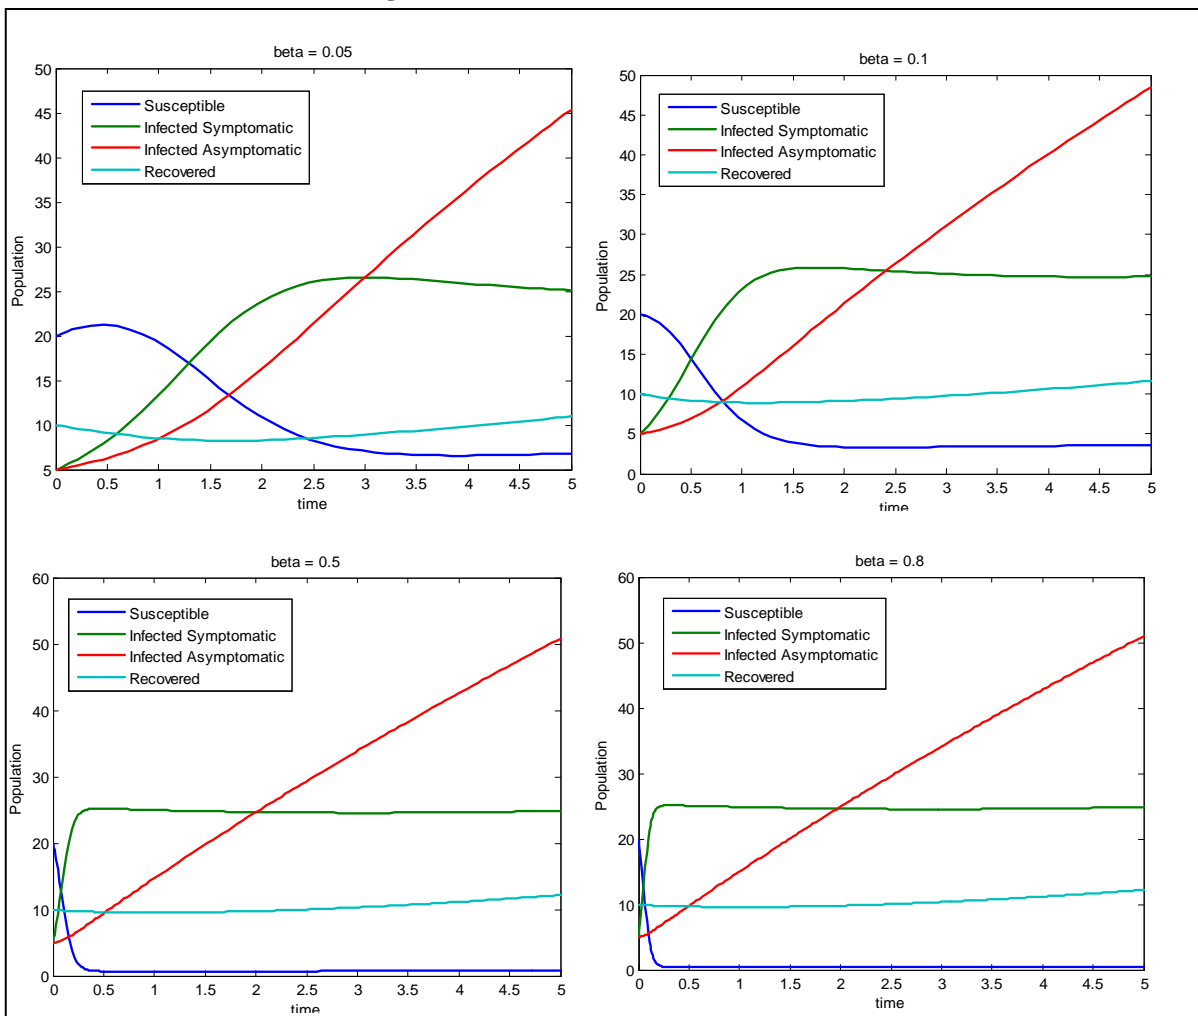 beta = 0.05
50
45
40
35
30
25
20
15
10
5
Population
Susceptible
Infected Symptomatic
Infected Asymptomatic
Recovered
0 0.5 1 1.5 2 2.5 3 3.5 4 4.5 5
time
beta = 0.1
50
45
40
35
30
25
20
15
10
5
0
Population
Susceptible
Infected Symptomatic
Infected Asymptomatic
Recovered
0 0.5 1 1.5 2 2.5 3 3.5 4 4.5 5
time
beta = 0.5
60
50
40
30
20
10
0
Population
Susceptible
Infected Symptomatic
Infected Asymptomatic
Recovered
0 0.5 1 1.5 2 2.5 3 3.5 4 4.5 5
time
beta = 0.8
60
50
40
30
20
10
0
Population
Susceptible
Infected Symptomatic
Infected Asymptomatic
Recovered
0 0.5 1 1.5 2 2.5 3 3.5 4 4.5 5
time